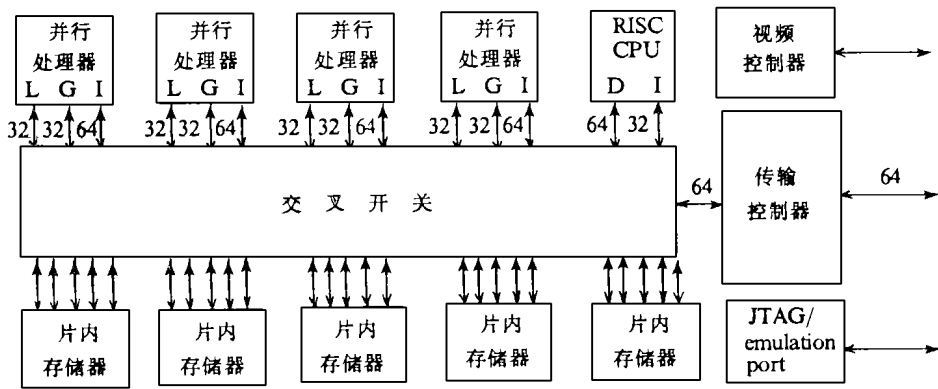 并行
处理器
L G I
并行
处理器
L G I
并行
处理器
L G I
并行
处理器
L G I
RISC
CPU
D I
视频
控制器
32 32 64
32 32 64
32 32 64
32 32 64
64 32
交叉开关
64
传输
控制器
64
片内
存储器
片内
存储器
片内
存储器
片内
存储器
片内
存储器
JTAG/
emulation
port